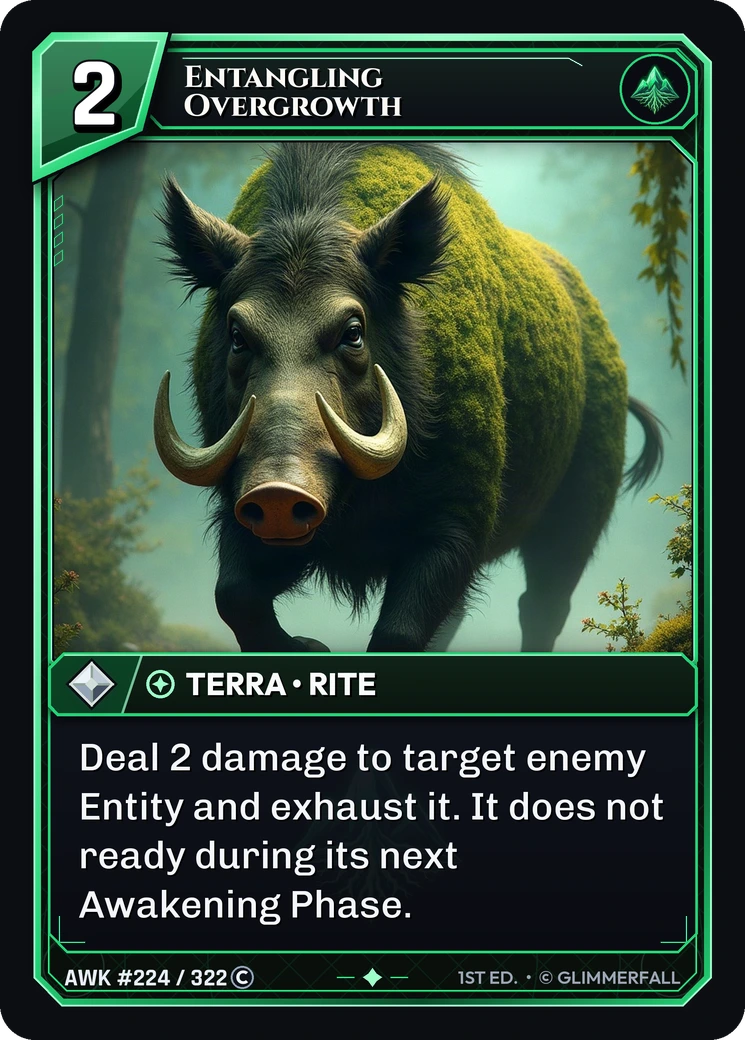 2
Entangling
Overgrowth
TERRA • RITE
Deal 2 damage to target enemy
Entity and exhaust it. It does not
ready during its next
Awakening Phase.
AWK #224 / 322 C
1ST ED. • © GLIMMERFALL